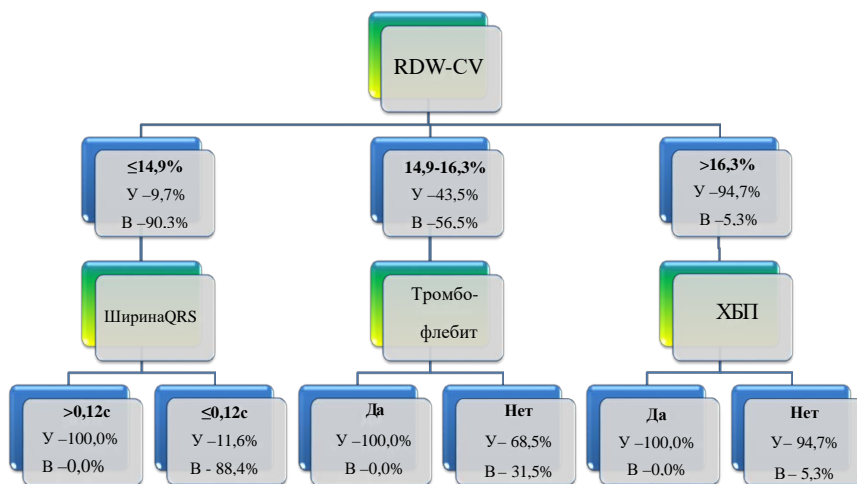 RDW-CV
≤14,9%
У –9,7%
В –90.3%
14,9-16,3%
У –43,5%
В –56.5%
>16,3%
У –94,7%
В –5.3%
ШиринаQRS
Тромбо-
флебит
ХБП
>0,12с
У –100,0%
В –0,0%
≤0,12с
У –11,6%
В - 88,4%
Да
У –100,0%
В –0,0%
Нет
У– 68,5%
В – 31,5%
Да
У –100,0%
В –0.0%
Нет
У– 94,7%
В – 5,3%